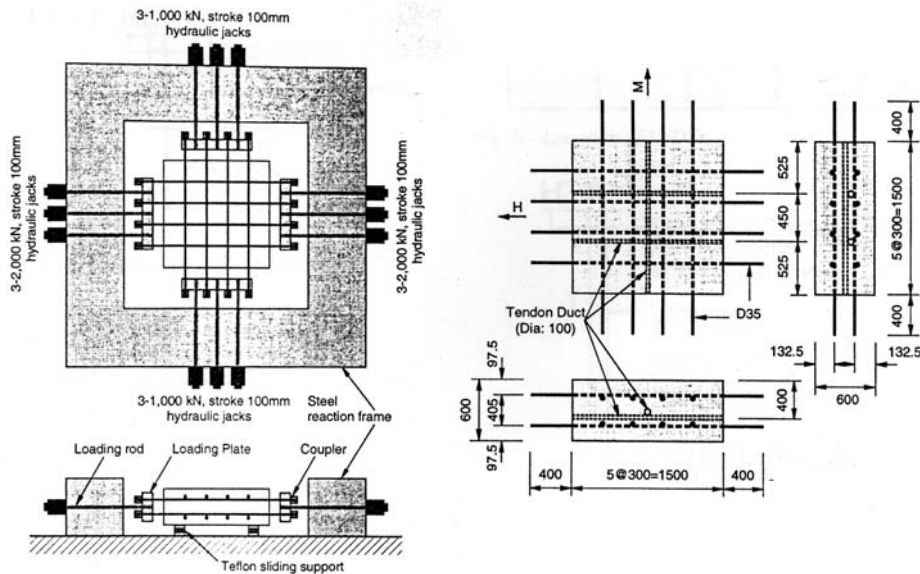 3-1,000 kN, stroke 100mm
hydraulic jacks
3-2,000 kN, stroke 100mm
hydraulic jacks
3-2,000 kN, stroke 100mm
hydraulic jacks
3-1,000 kN, stroke 100mm
hydraulic jacks
Steel
reaction frame
Loading rod
Loading Plate
Coupler
Teflon sliding support
M
H
525
450
525
400
5@300=1500
400
D35
Tendon Duct
(Dia: 100)
132.5
132.5
600
97.5
405
97.5
600
400
400
5@300=1500
400